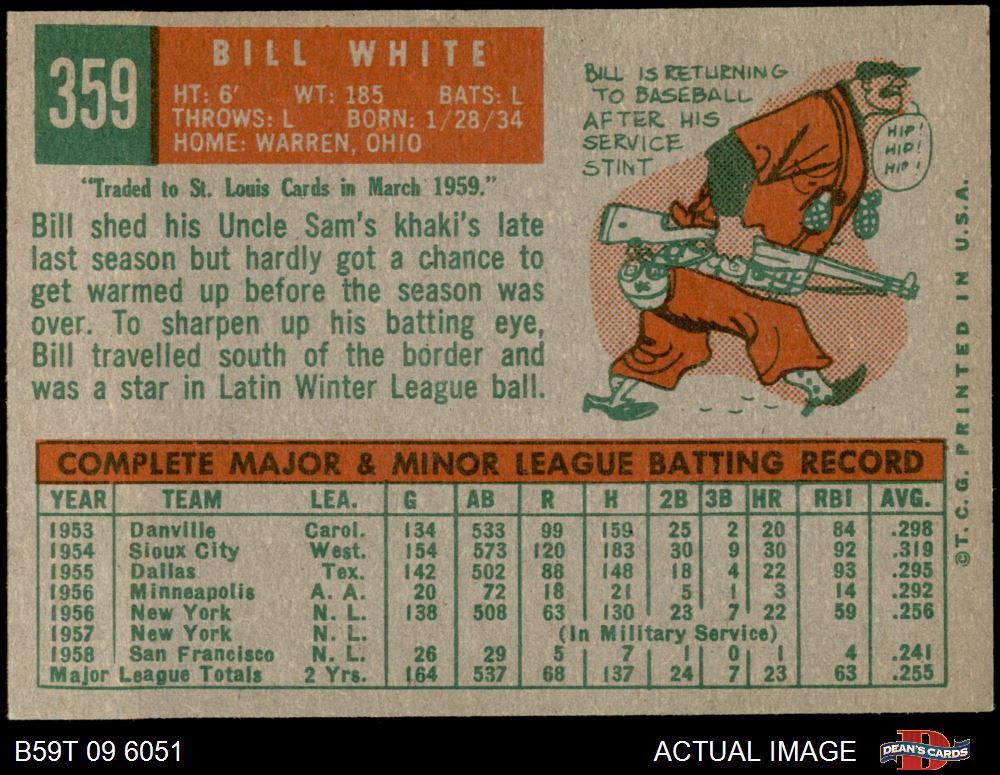 359
BILL WHITE
HT: 6' WT: 185 BATS: L
THROWS: L BORN: 1/28/34
HOME: WARREN, OHIO
"Traded to St. Louis Cards in March 1959."
Bill shed his Uncle Sam's khaki's late
last season but hardly got a chance to
get warmed up before the season was
over. To sharpen up his batting eye,
Bill travelled south of the border and
was a star in Latin Winter League ball.
BILL IS RETURNING
TO BASEBALL
AFTER HIS
SERVICE
STINT
HIP!
HIP!
HIP!
COMPLETE MAJOR & MINOR LEAGUE BATTING RECORD
YEAR TEAM LEA. G AB R H 2B 3B HR RBI AVG.
1953 Danville Carol. 134 533 99 159 25 2 20 84 .298
1954 Sioux City West. 154 573 120 183 30 9 30 92 .319
1955 Dallas Tex. 142 502 88 148 18 4 22 93 .295
1956 Minneapolis A. A. 20 72 18 21 5 1 3 14 .292
1956 New York N. L. 138 508 63 130 23 7 22 59 .256
1957 New York N. L. (In Military Service)
1958 San Francisco N. L. 26 29 5 7 1 0 1 4 .241
Major League Totals 2 Yrs. 164 537 68 137 24 7 23 63 .255
©T. C. G. PRINTED IN U.S.A.
B59T 09 6051
ACTUAL IMAGE
DEAN'S CARDS